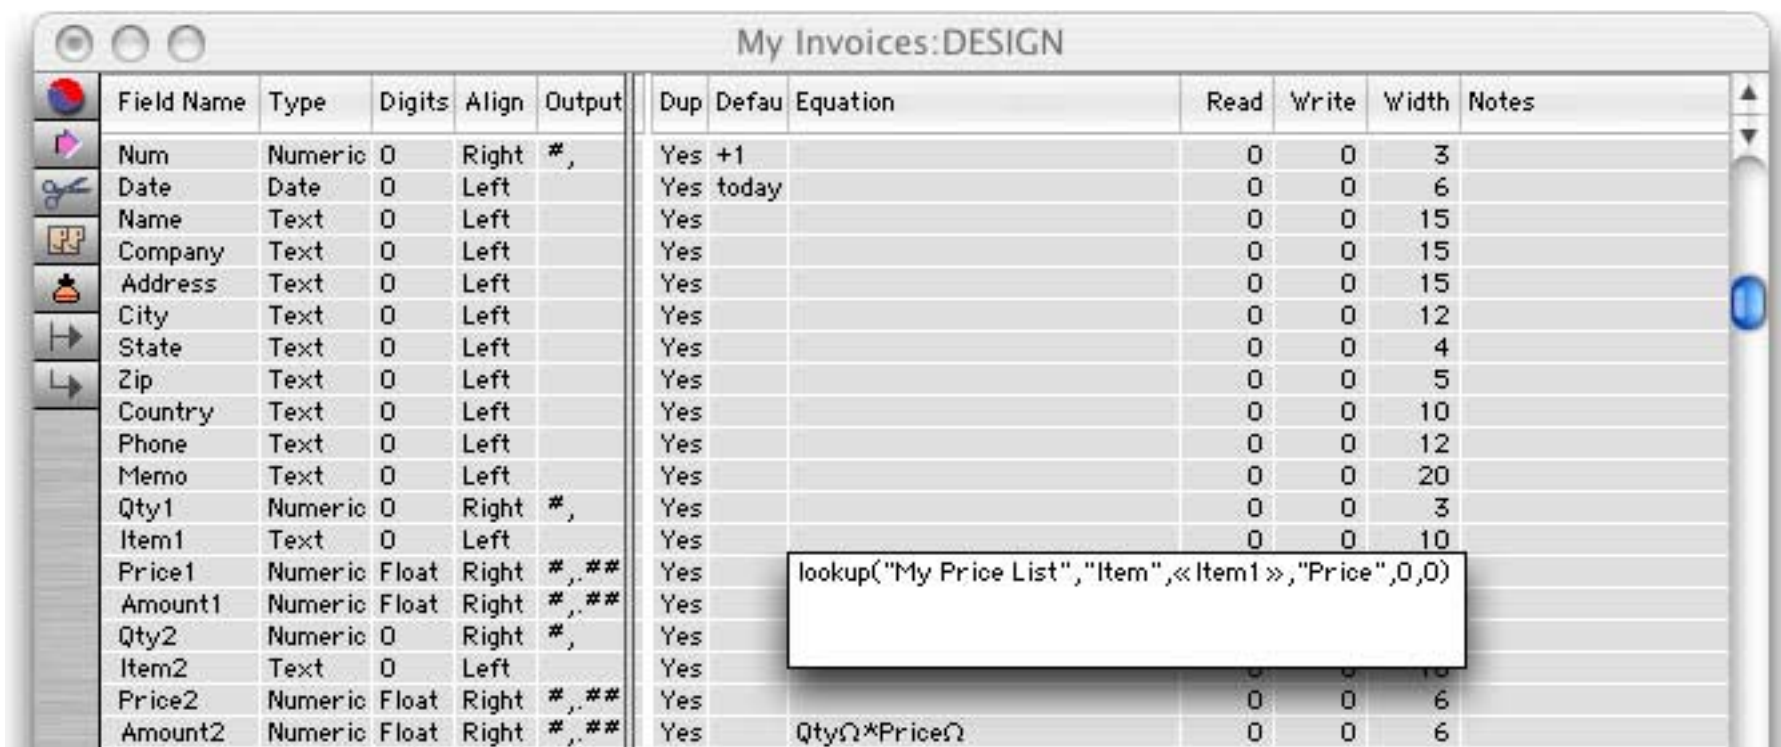 My Invoices:DESIGN
Field Name Type Digits Align Output Dup Defau Equation Read Write Width Notes
Num Numeric 0 Right #, Yes +1 0 0 3
Date Date 0 Left Yes today 0 0 6
Name Text 0 Left Yes 0 0 15
Company Text 0 Left Yes 0 0 15
Address Text 0 Left Yes 0 0 15
City Text 0 Left Yes 0 0 12
State Text 0 Left Yes 0 0 4
Zip Text 0 Left Yes 0 0 5
Country Text 0 Left Yes 0 0 10
Phone Text 0 Left Yes 0 0 12
Memo Text 0 Left Yes 0 0 20
Qty1 Numeric 0 Right #, Yes 0 0 3
Item1 Text 0 Left Yes 0 0 10
Price1 Numeric Float Right #,.## Yes lookup("My Price List","Item",«Item1»,"Price",0,0)
Amount1 Numeric Float Right #,.## Yes
Qty2 Numeric 0 Right #, Yes
Item2 Text 0 Left Yes
Price2 Numeric Float Right #,.## Yes 0 0 6
Amount2 Numeric Float Right #,.## Yes QtyΩ*PriceΩ 0 0 6